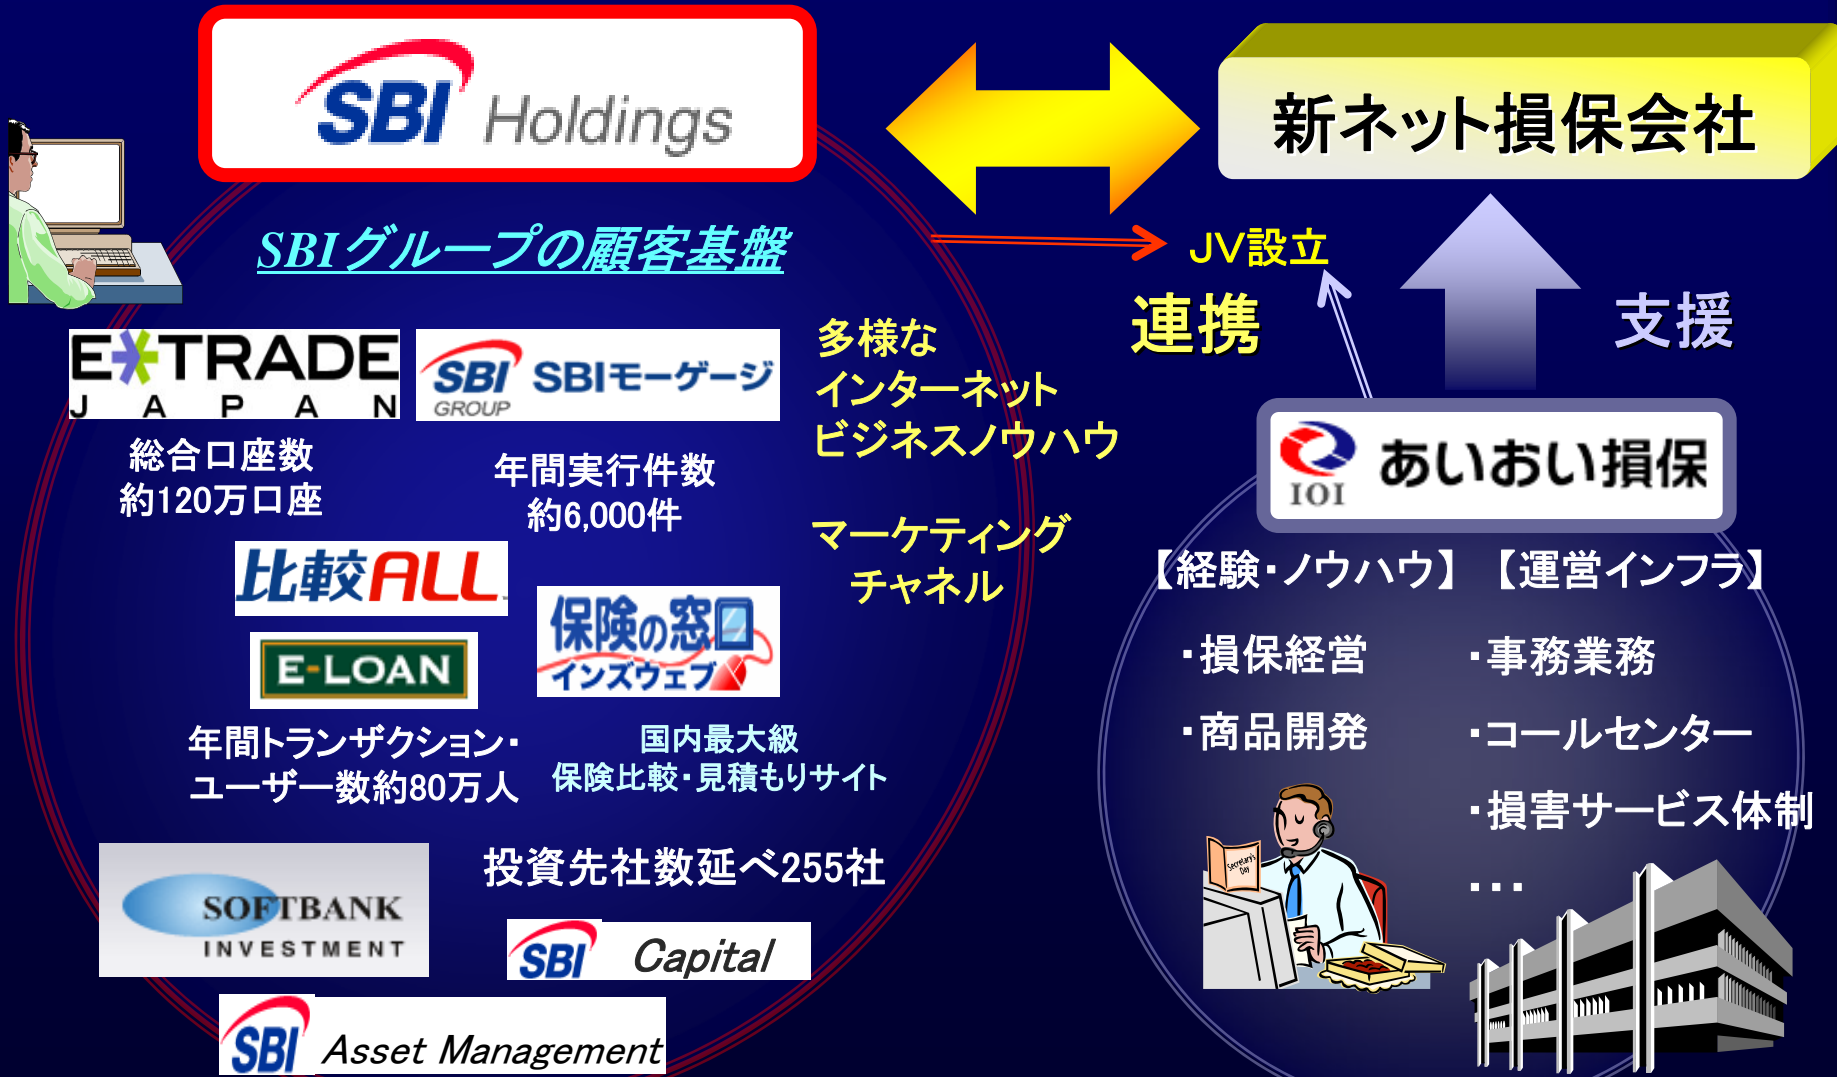 SBI Holdings
新ネット損保会社
SBIグループの顧客基盤
JV設立
連携
支援
E*TRADE
JAPAN
総合口座数
約120万口座
SBI
GROUP
SBIモーゲージ
年間実行件数
約6,000件
多様な
インターネット
ビジネスノウハウ
マーケティング
チャネル
比較ALL
E-LOAN
年間トランザクション・
ユーザー数約80万人
保険の窓口
インズウェブ
国内最大級
保険比較・見積もりサイト
SOFTBANK
INVESTMENT
投資先社数延べ255社
SBI Capital
SBI Asset Management
IOI
あいおい損保
【経験・ノウハウ】
・損保経営
・商品開発
【運営インフラ】
・事務業務
・コールセンター
・損害サービス体制
・・・
Secretary's
Day